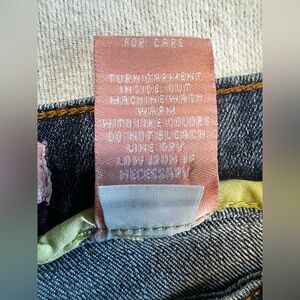 FOR CARE
TURN GARMENT
INSIDE OUT
MACHINE WASH
WARM
WITH LIKE COLORS
DO NOT BLEACH
LINE DRY
LOW IRON IF
NECESSARY